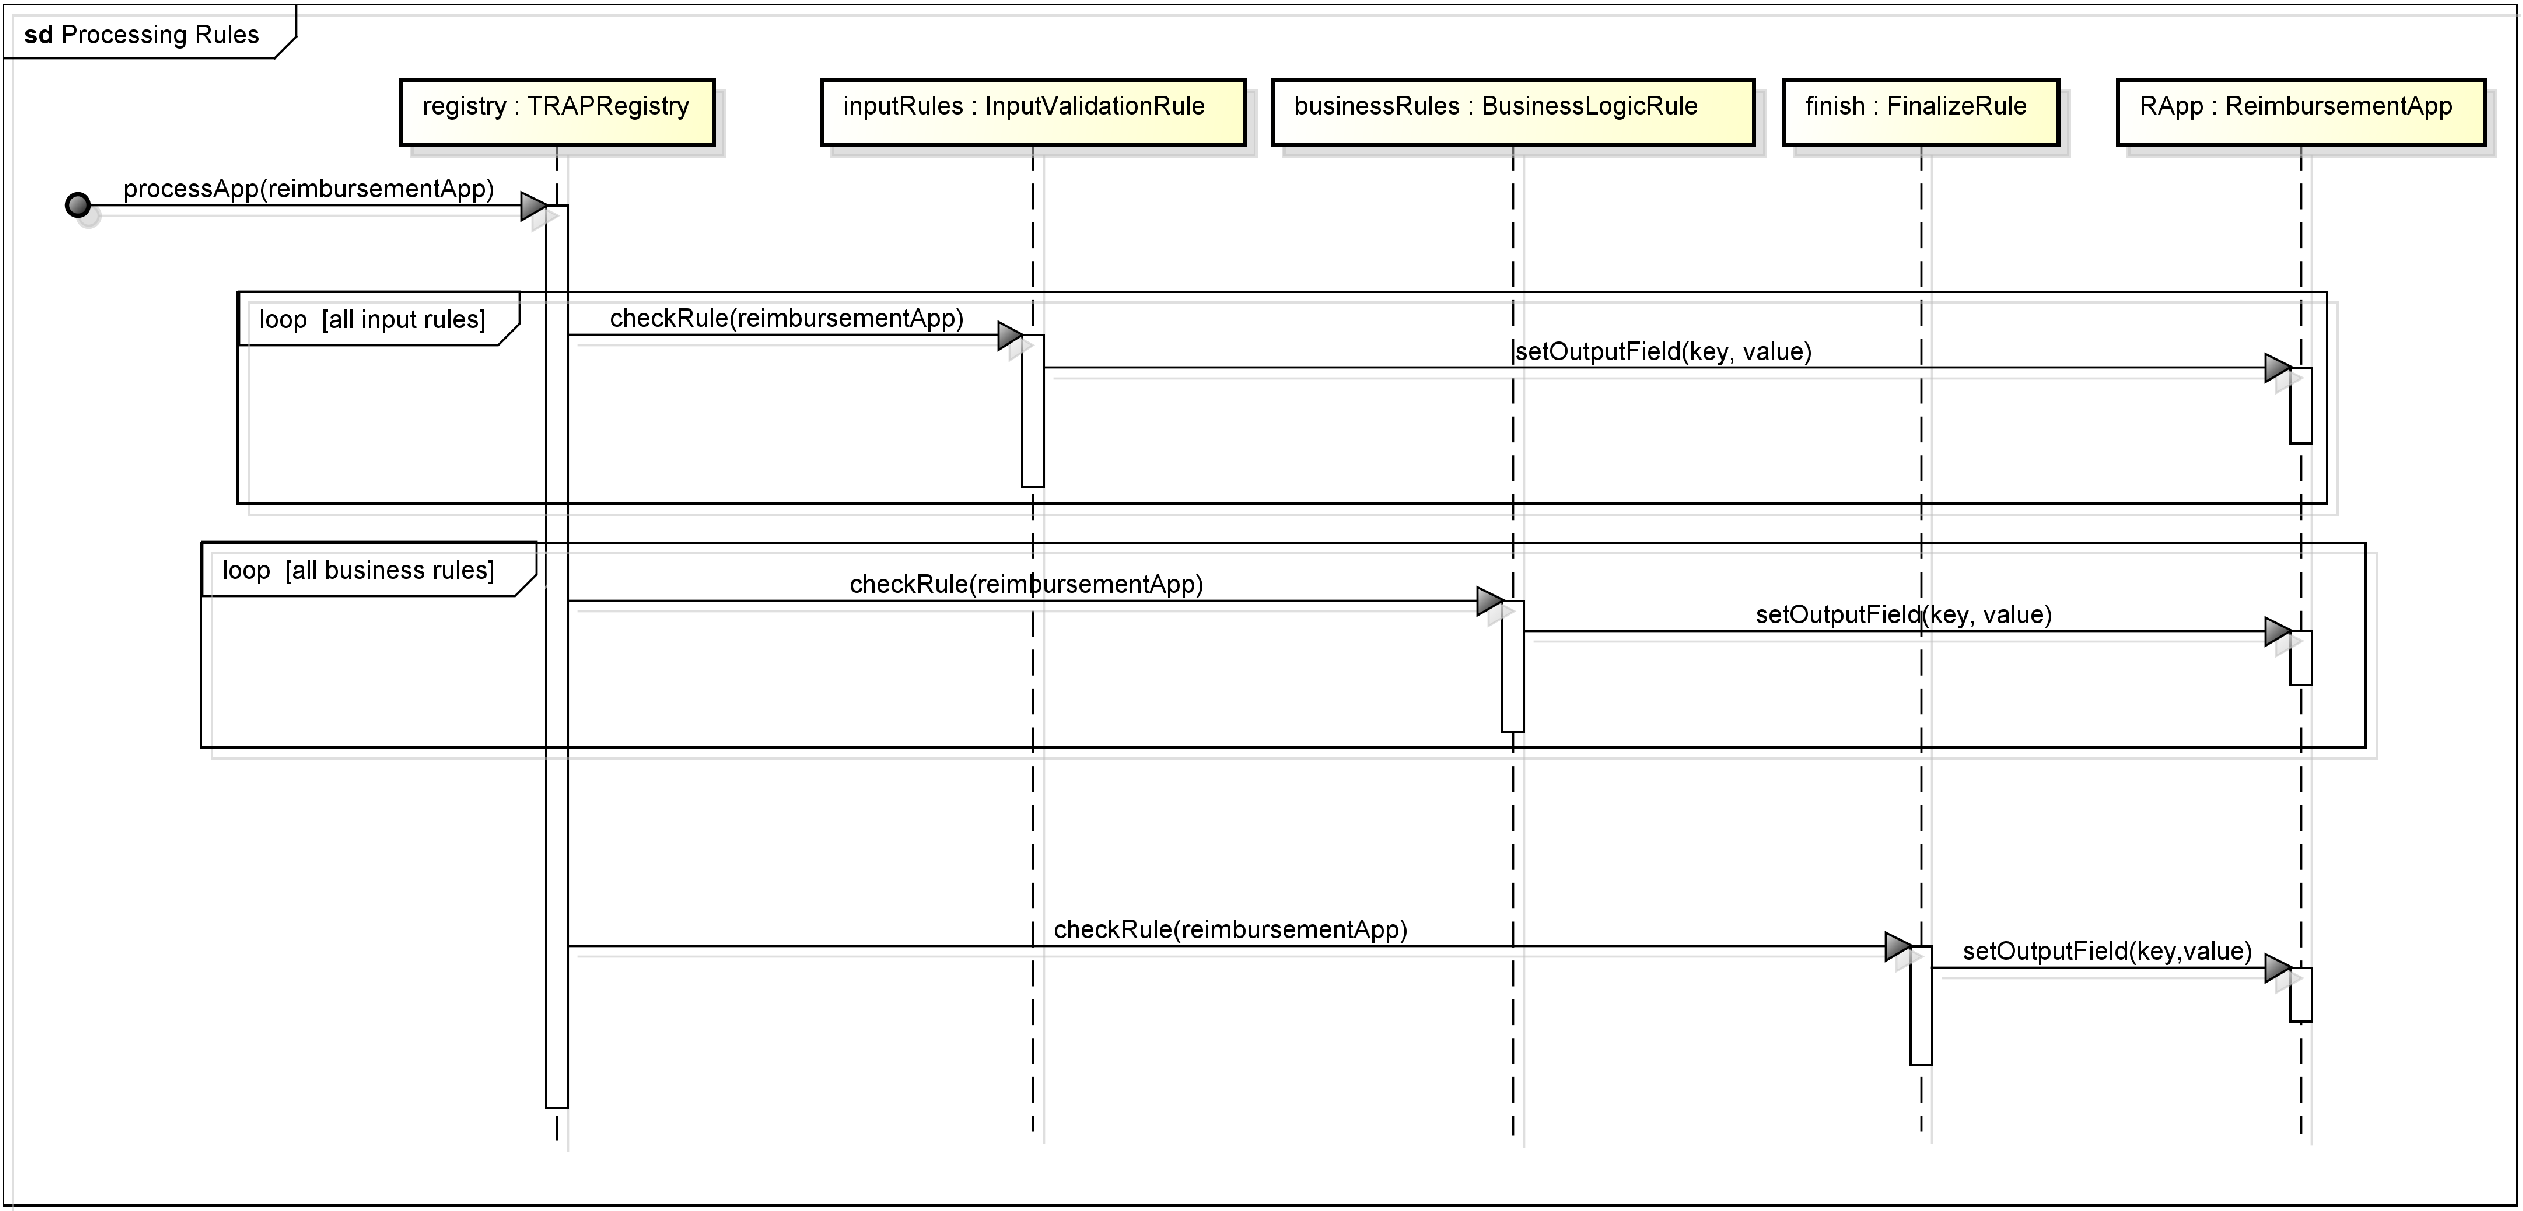 sd Processing Rules
registry : TRAPRegistry
inputRules : InputValidationRule
businessRules : BusinessLogicRule
finish : FinalizeRule
RApp : ReimbursementApp
processApp(reimbursementApp)
loop [all input rules]
checkRule(reimbursementApp)
setOutputField(key, value)
loop [all business rules]
checkRule(reimbursementApp)
setOutputField(key, value)
checkRule(reimbursementApp)
setOutputField(key,value)